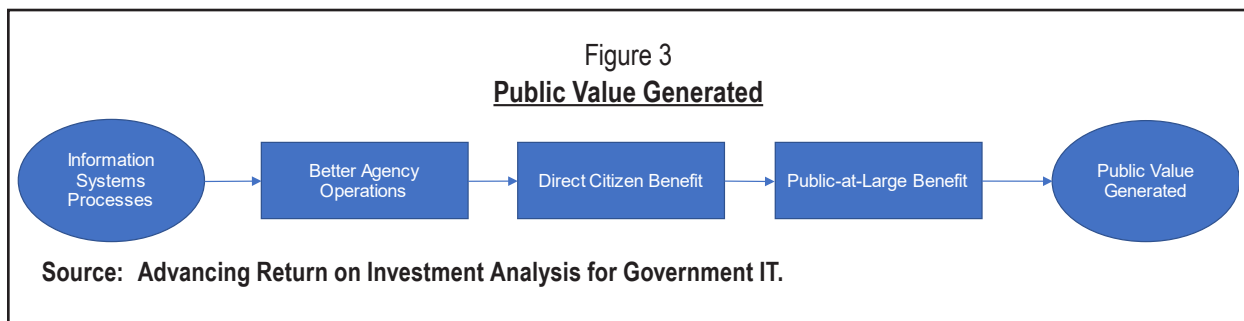 Figure 3
Public Value Generated
Information
Systems
Processes
Better Agency
Operations
Direct Citizen Benefit
Public-at-Large Benefit
Public Value
Generated
Source: Advancing Return on Investment Analysis for Government IT.